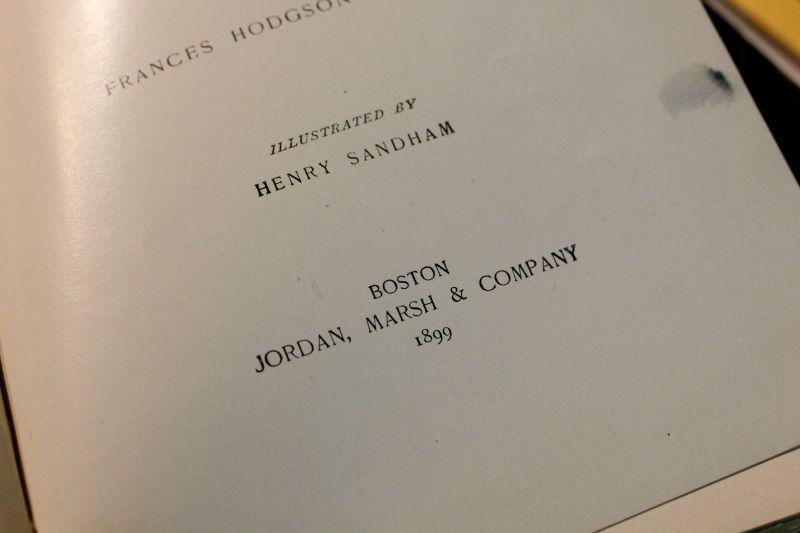 FRANCES HODGSON
ILLUSTRATED BY
HENRY SANDHAM
BOSTON
JORDAN, MARSH & COMPANY
1899